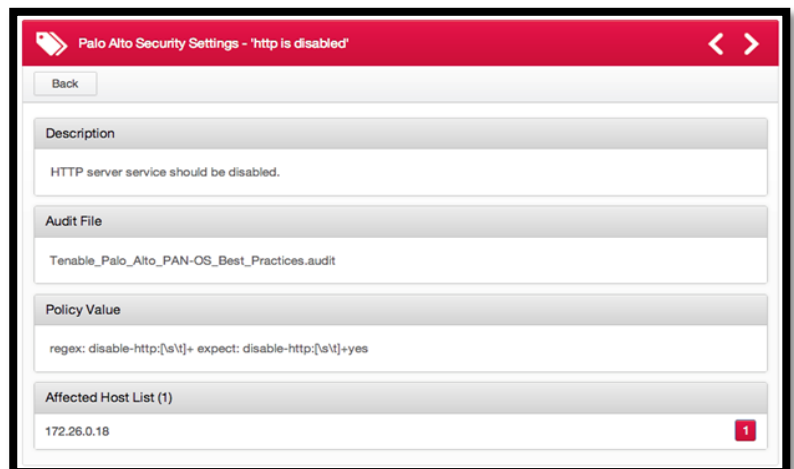 Palo Alto Security Settings - 'http is disabled'
Back
Description
HTTP server service should be disabled.
Audit File
Tenable_Palo_Alto_PAN-OS_Best_Practices.audit
Policy Value
regex: disable-http:[\s\t]+ expect: disable-http:[\s\t]+yes
Affected Host List (1)
172.26.0.18 1